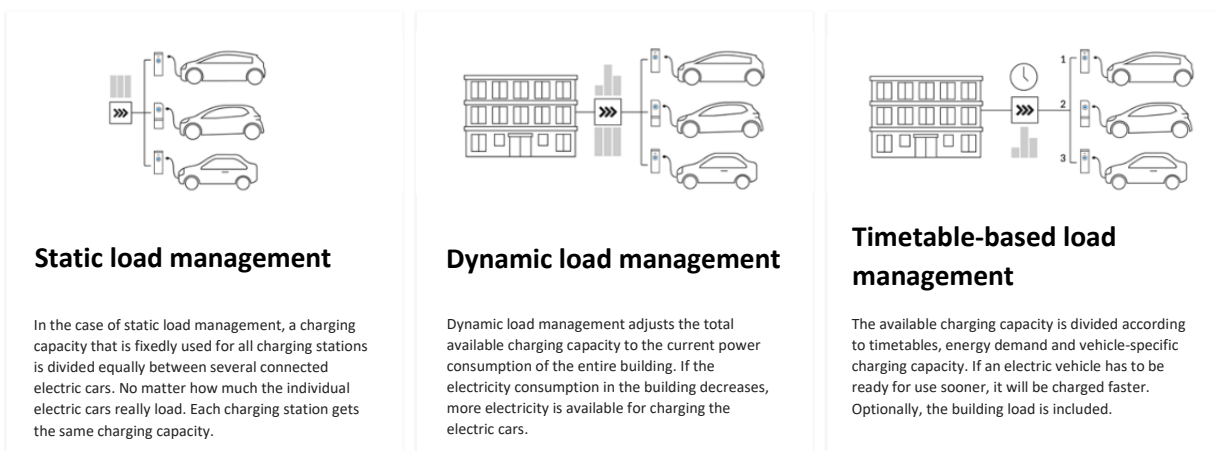 1
2
3
Static load management
In the case of static load management, a charging
capacity that is fixedly used for all charging stations
is divided equally between several connected
electric cars. No matter how much the individual
electric cars really load. Each charging station gets
the same charging capacity.
Dynamic load management
Dynamic load management adjusts the total
available charging capacity to the current power
consumption of the entire building. If the
electricity consumption in the building decreases,
more electricity is available for charging the
electric cars.
Timetable-based load
management
The available charging capacity is divided according
to timetables, energy demand and vehicle-specific
charging capacity. If an electric vehicle has to be
ready for use sooner, it will be charged faster.
Optionally, the building load is included.